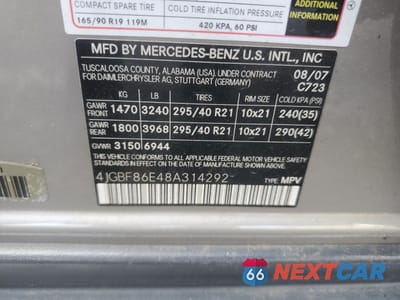 COMPACT SPARE TIRE
165/90 R19 119M
COLD TIRE INFLATION PRESSURE
420 KPA, 60 PSI
MFD BY MERCEDES-BENZ U.S. INTL., INC
TUSCALOOSA COUNTY, ALABAMA (USA). UNDER CONTRACT
FOR DAIMLERCHRYSLER AG, STUTTGART (GERMANY)
08/07
C723
KG LB TIRES RIM SIZE COLD KPA (PSI)
GAWR FRONT 1470 3240 295/40 R21 10x21 240(35)
GAWR REAR 1800 3968 295/40 R21 10x21 290(42)
GVWR 3150 6944
THIS VEHICLE CONFORMS TO ALL APPLICABLE FEDERAL MOTOR VEHICLE SAFETY
STANDARDS IN EFFECT ON THE DATE OF MANUFACTURE SHOWN ABOVE
4JGBF86E48A314292
TYPE: MPV
66 NEXTCAR